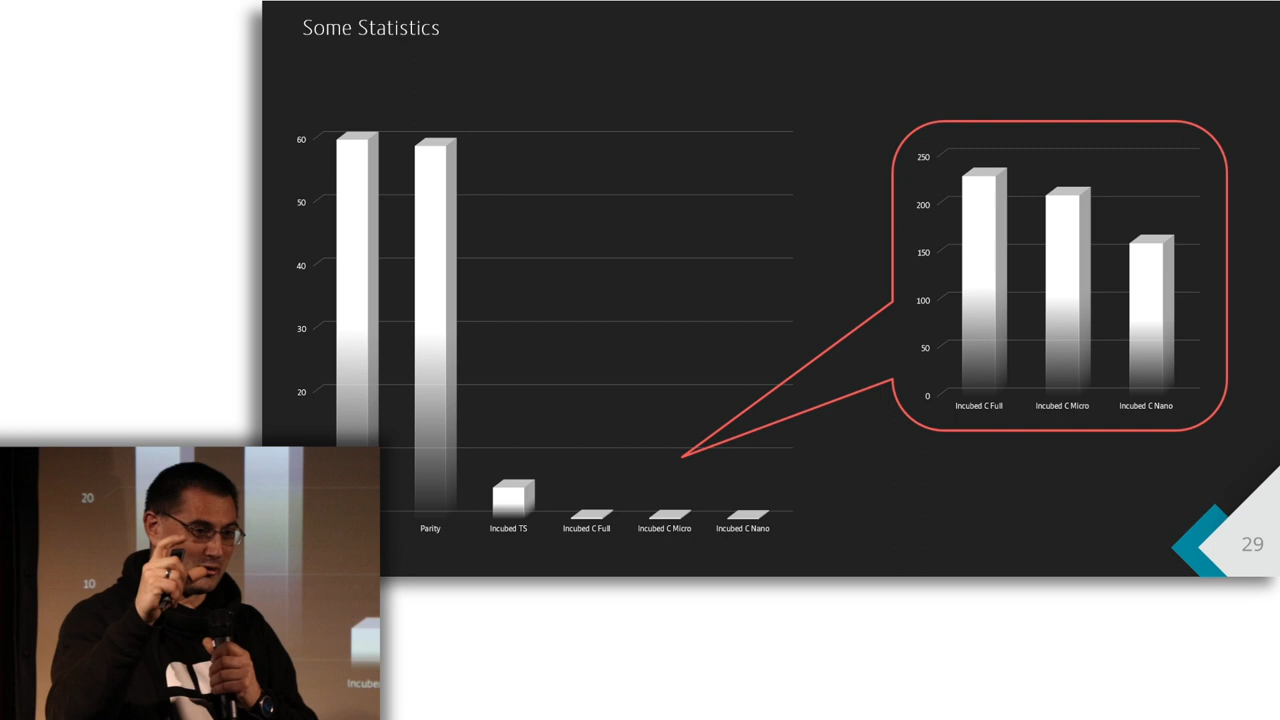 Some Statistics
60
50
40
30
20
Parity
Incubed TS
Incubed C Full
Incubed C Micro
Incubed C Nano
250
200
150
100
50
0
Incubed C Full
Incubed C Micro
Incubed C Nano
29
20
10